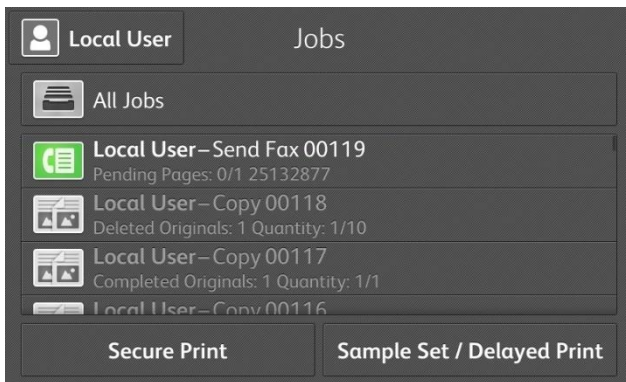 Local User
Jobs
All Jobs
Local User–Send Fax 00119
Pending Pages: 0/1 25132877
Local User–Copy 00118
Deleted Originals: 1 Quantity: 1/10
Local User–Copy 00117
Completed Originals: 1 Quantity: 1/1
Local User–Copy 00116
Secure Print
Sample Set / Delayed Print